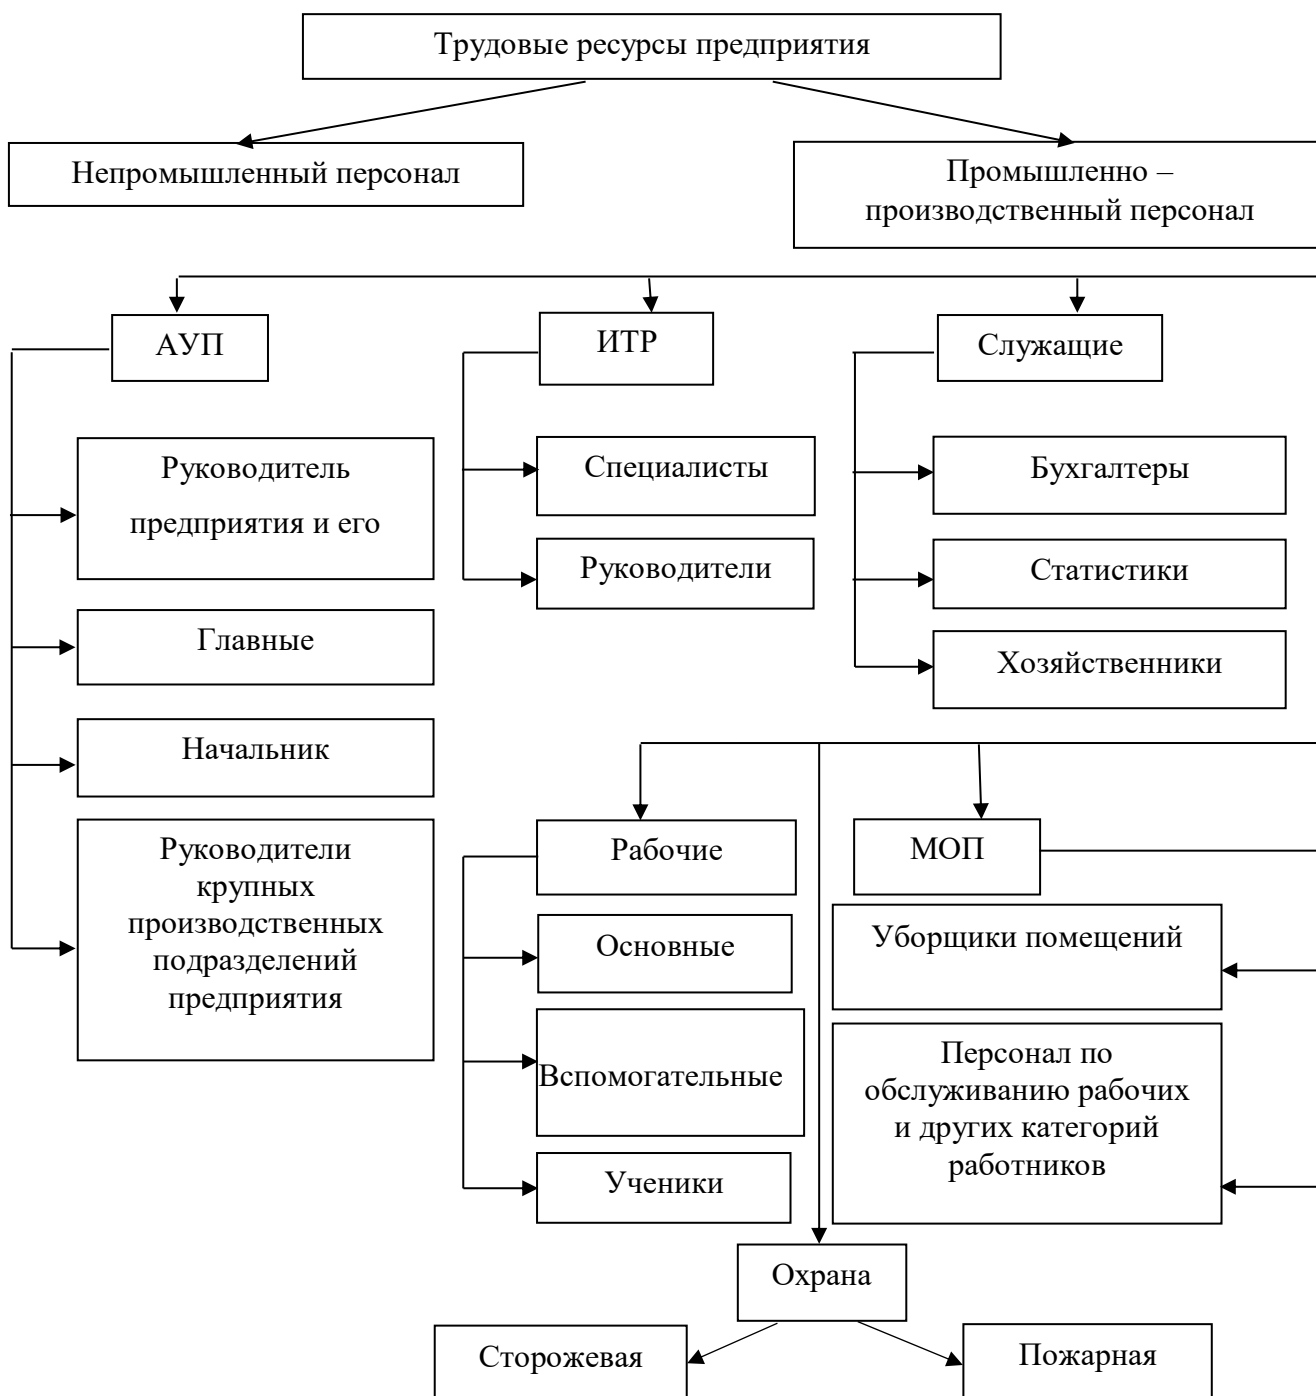 Трудовые ресурсы предприятия
Непромышленный персонал
Промышленно –
производственный персонал
АУП
ИТР
Служащие
Руководитель
предприятия и его
Главные
Начальник
Руководители
крупных
производственных
подразделений
предприятия
Специалисты
Руководители
Бухгалтеры
Статистики
Хозяйственники
Рабочие
МОП
Основные
Вспомогательные
Ученики
Уборщики помещений
Персонал по
обслуживанию рабочих
и других категорий
работников
Охрана
Сторожевая
Пожарная